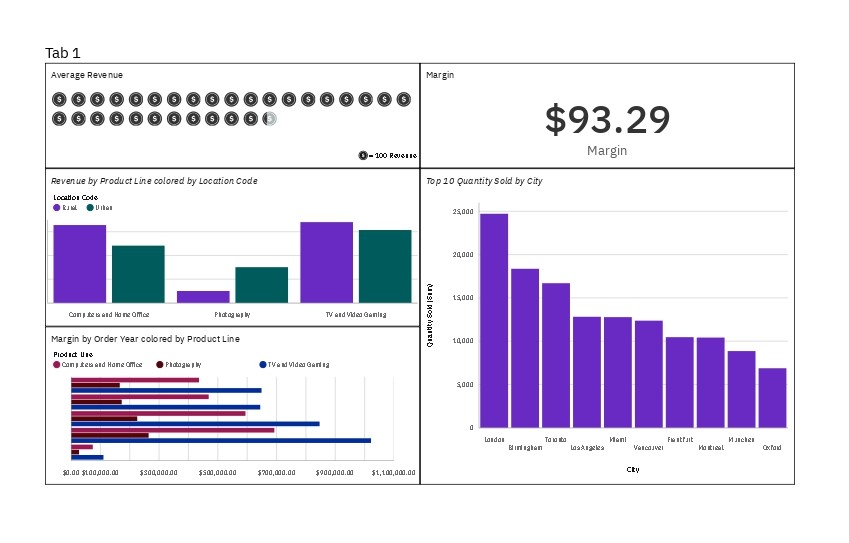 Tab 1
Average Revenue
= 100 Revenue
Margin
$93.29
Margin
Revenue by Product Line colored by Location Code
Location Code
Rural Urban
Computers and Home Office Photography TV and Video Gaming
Margin by Order Year colored by Product Line
Product Line
Computers and Home Office Photography TV and Video Gaming
$0.00 $100,000.00 $300,000.00 $500,000.00 $700,000.00 $900,000.00 $1,100,000.00
Top 10 Quantity Sold by City
Quantity Sold (Sum)
25,000
20,000
15,000
10,000
5,000
0
London Toronto Miami Frankfurt München
Birmingham Los Angeles Vancouver Montreal Oxford
City